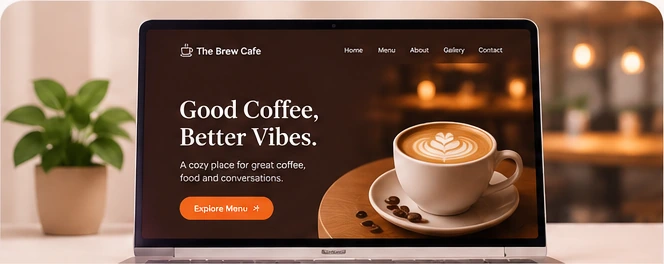 The Brew Cafe
Home Menu About Gallery Contact
Good Coffee,
Better Vibes.
A cozy place for great coffee,
food and conversations.
Explore Menu